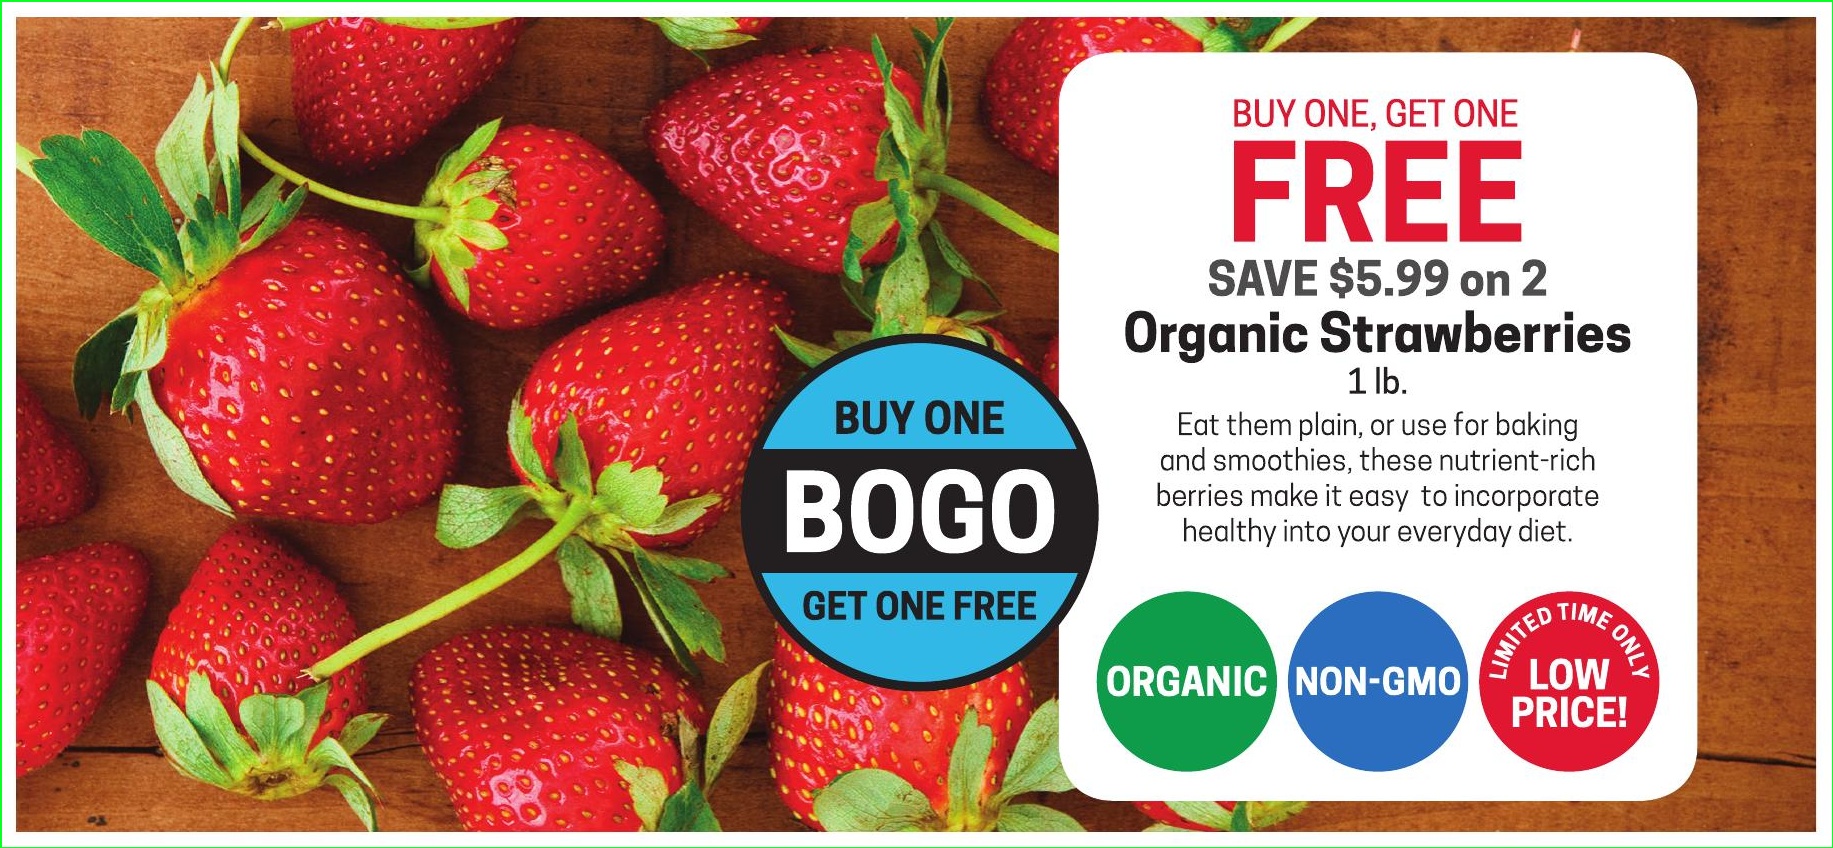 BUY ONE, GET ONE
FREE
SAVE $5.99 on 2
Organic Strawberries
1 lb.
Eat them plain, or use for baking
and smoothies, these nutrient-rich
berries make it easy to incorporate
healthy into your everyday diet.
BUY ONE
BOGO
GET ONE FREE
ORGANIC
NON-GMO
LIMITED TIME ONLY
LOW
PRICE!